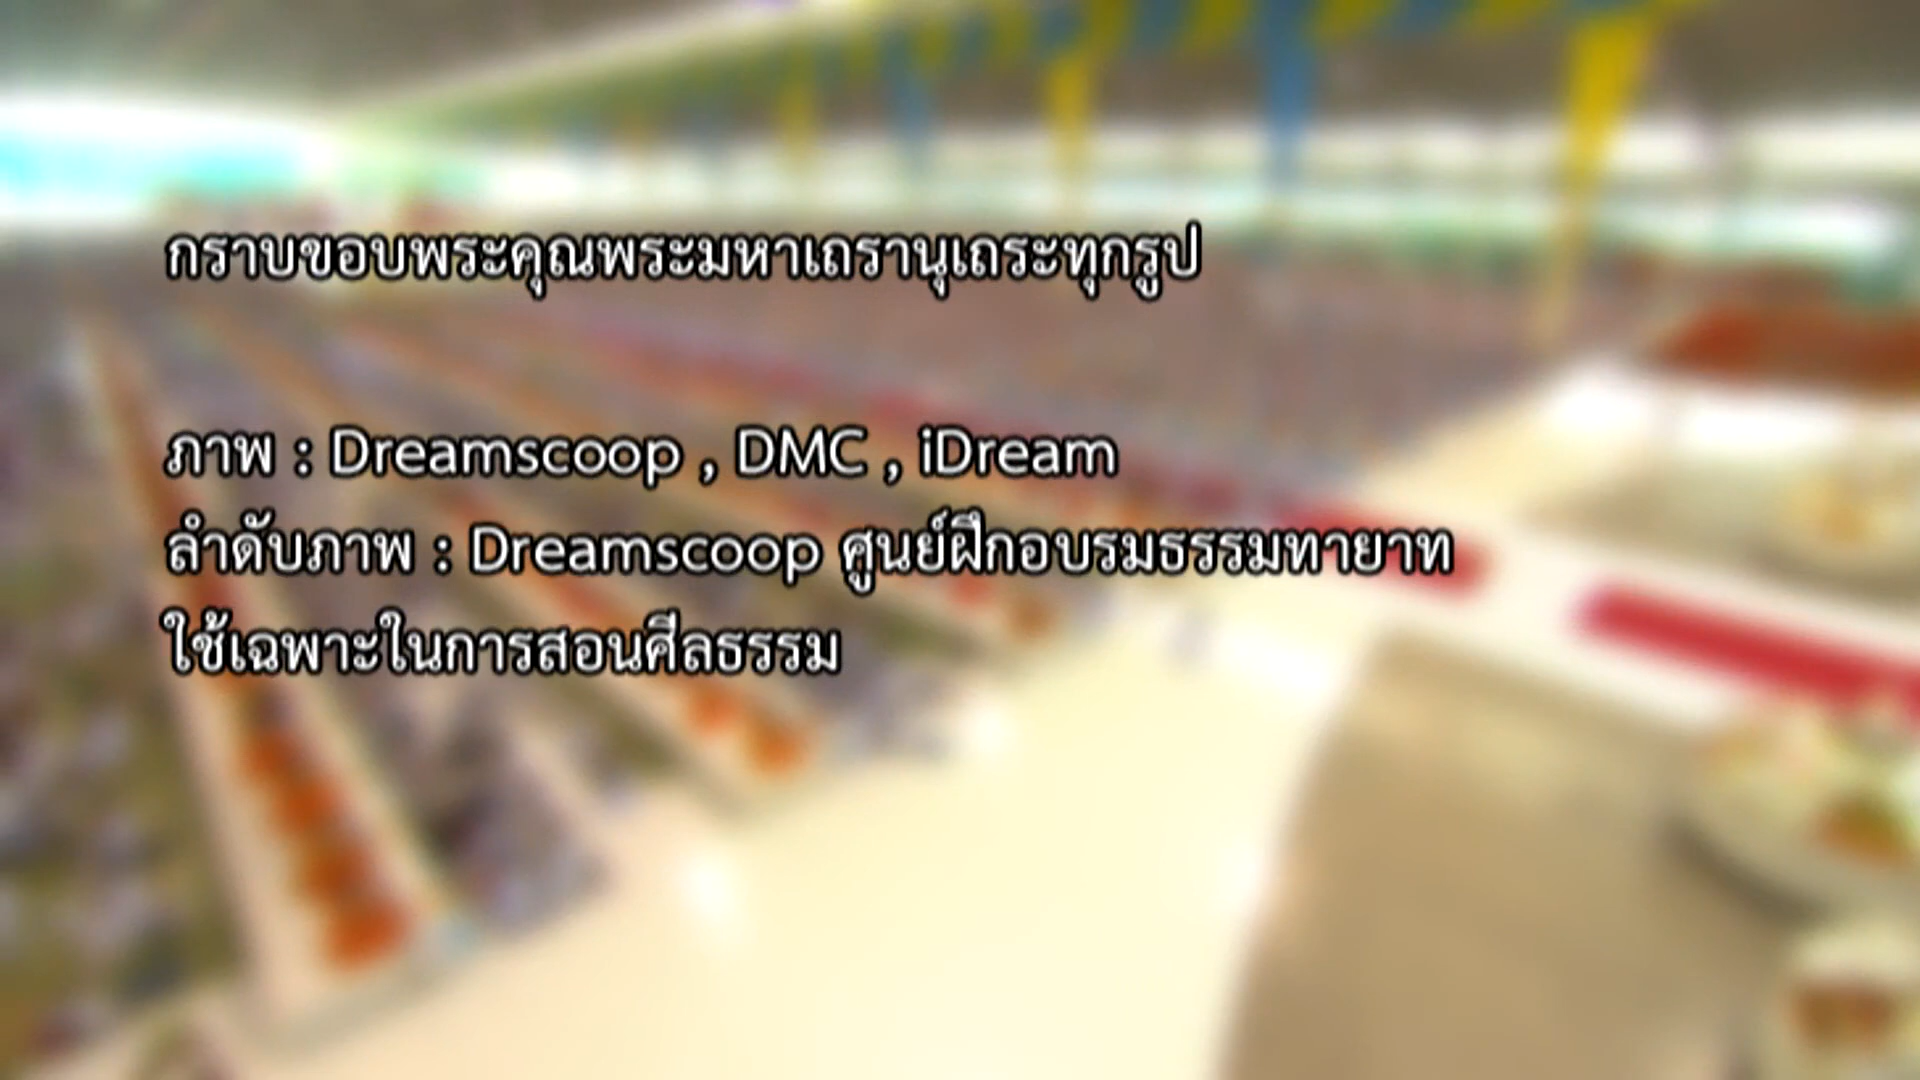 กราบขอบพระคุณพระมหาเถรานุเถระทุกรูป
ภาพ : Dreamscoop , DMC , iDream
ลำดับภาพ : Dreamscoop ศูนย์ฝึกอบรมธรรมทายาท
ใช้เฉพาะในการสอนศีลธรรม